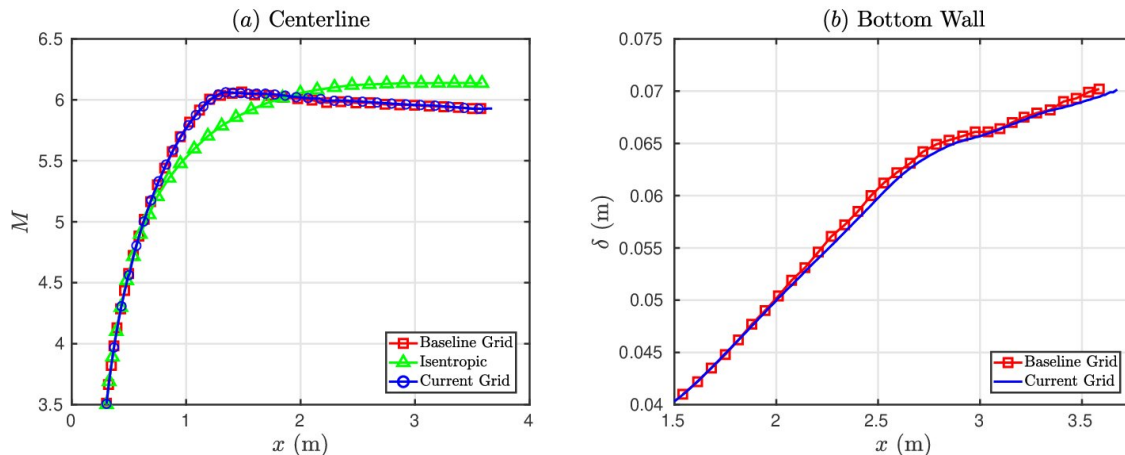 (a) Centerline
6.5
6
5.5
5
4.5
4
3.5
M
0
1
2
3
4
x (m)
Baseline Grid
Isentropic
Current Grid
(b) Bottom Wall
0.075
0.07
0.065
0.06
0.055
0.05
0.045
0.04
δ (m)
1.5
2
2.5
3
3.5
x (m)
Baseline Grid
Current Grid